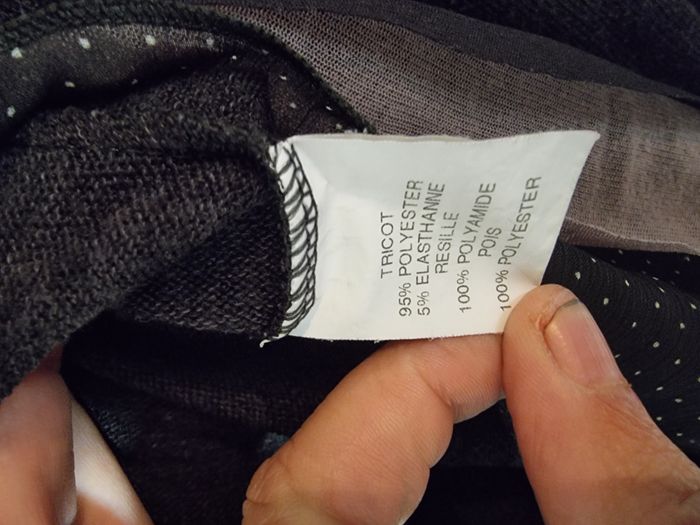 TRICOT
95% POLYESTER
5% ELASTHANNE
RESILLE
100% POLYAMIDE
POIS
100% POLYESTER